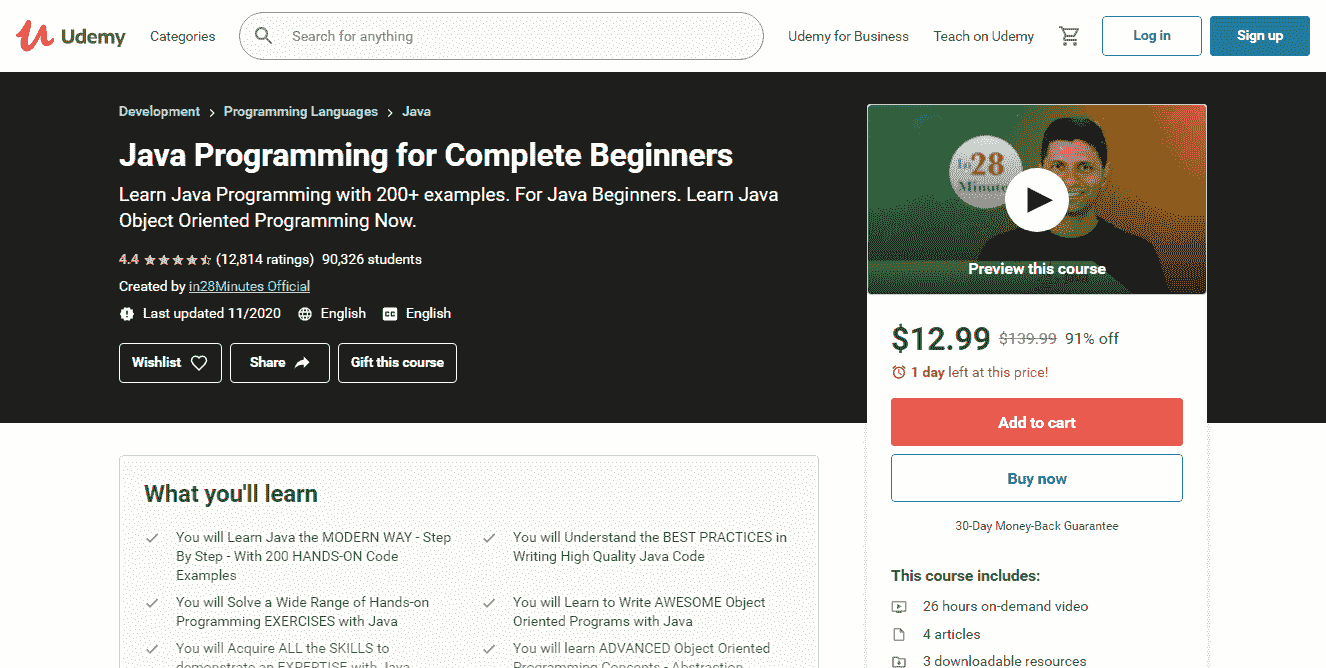 Udemy
Categories
Search for anything
Udemy for Business
Teach on Udemy
Log in
Sign up
Development > Programming Languages > Java
Java Programming for Complete Beginners
Learn Java Programming with 200+ examples. For Java Beginners. Learn Java
Object Oriented Programming Now.
4.4 (12,814 ratings) 90,326 students
Created by in28Minutes Official
Last updated 11/2020 English CC English
Wishlist
Share
Gift this course
In
28
Minutes
Preview this course
$12.99 $139.99 91% off
1 day left at this price!
Add to cart
Buy now
30-Day Money-Back Guarantee
This course includes:
26 hours on-demand video
4 articles
3 downloadable resources
What you'll learn
You will Learn Java the MODERN WAY - Step
By Step - With 200 HANDS-ON Code
Examples
You will Understand the BEST PRACTICES in
Writing High Quality Java Code
You will Solve a Wide Range of Hands-on
Programming EXERCISES with Java
You will Learn to Write AWESOME Object
Oriented Programs with Java
You will Acquire ALL the SKILLS to
demonstrate an EXPERTISE with Java
You will learn ADVANCED Object Oriented
Programming Concepts - Abstraction,